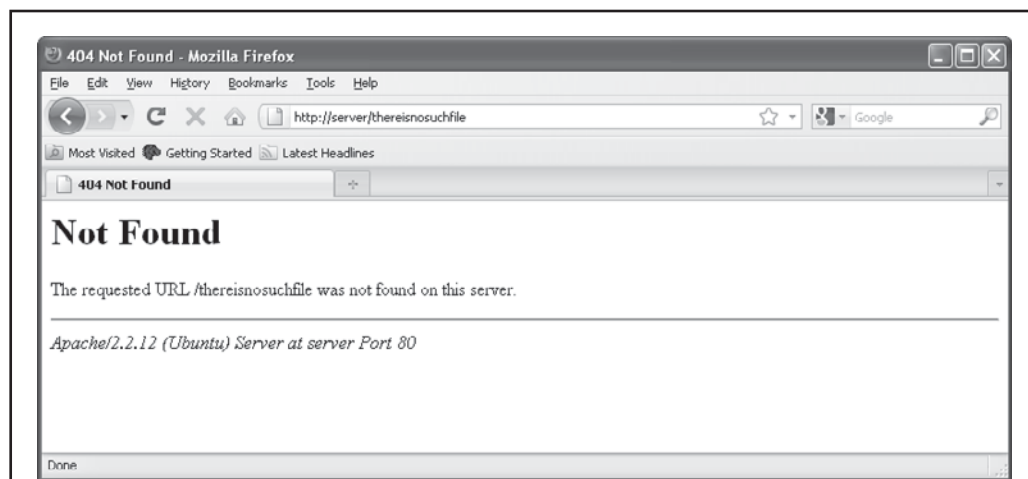 404 Not Found - Mozilla Firefox
File Edit View History Bookmarks Tools Help
http://server/thereisnosuchfile Google
Most Visited Getting Started Latest Headlines
404 Not Found
Not Found
The requested URL /thereisnosuchfile was not found on this server.
Apache/2.2.12 (Ubuntu) Server at server Port 80
Done